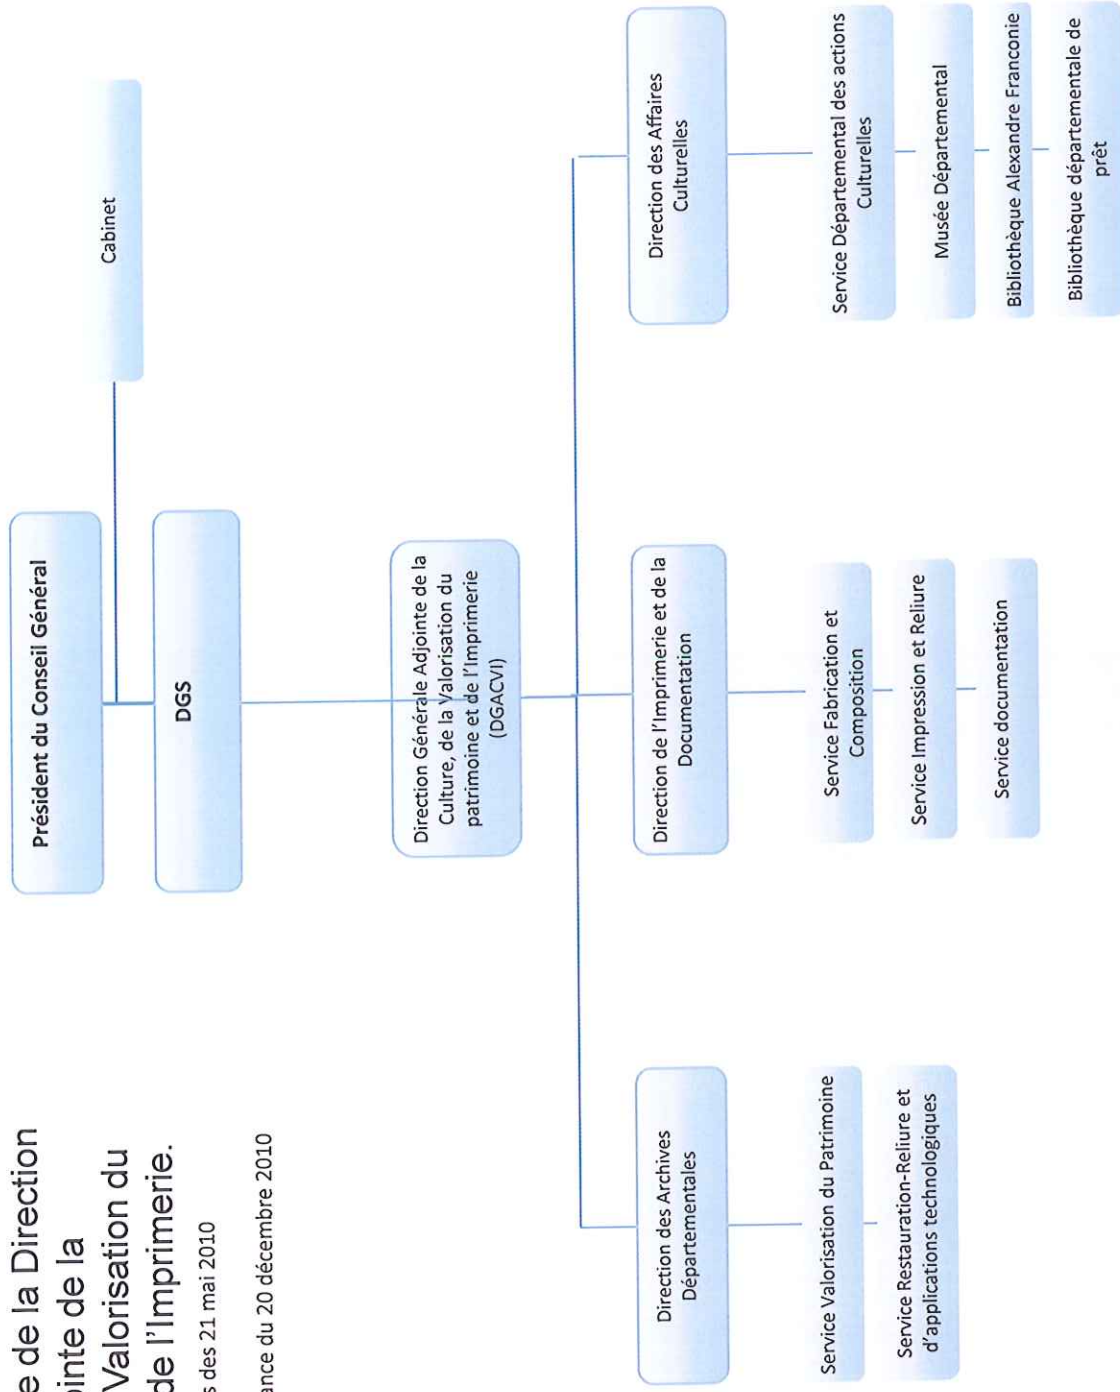 e de la Direction
ointe de la
Valorisation du
de l'Imprimerie.
s des 21 mai 2010
ance du 20 décembre 2010
Président du Conseil Général
Cabinet
DGS
Direction Générale Adjointe de la
Culture, de la Valorisation du
patrimoine et de l'Imprimerie
(DGACVI)
Direction des Archives
Départementales
Service Valorisation du Patrimoine
Service Restauration-Reliure et
d'applications technologiques
Direction de l'Imprimerie et de la
Documentation
Service Fabrication et
Composition
Service Impression et Reliure
Service documentation
Direction des Affaires
Culturelles
Service Départemental des actions
Culturelles
Musée Départemental
Bibliothèque Alexandre Franconie
Bibliothèque départementale de
prêt